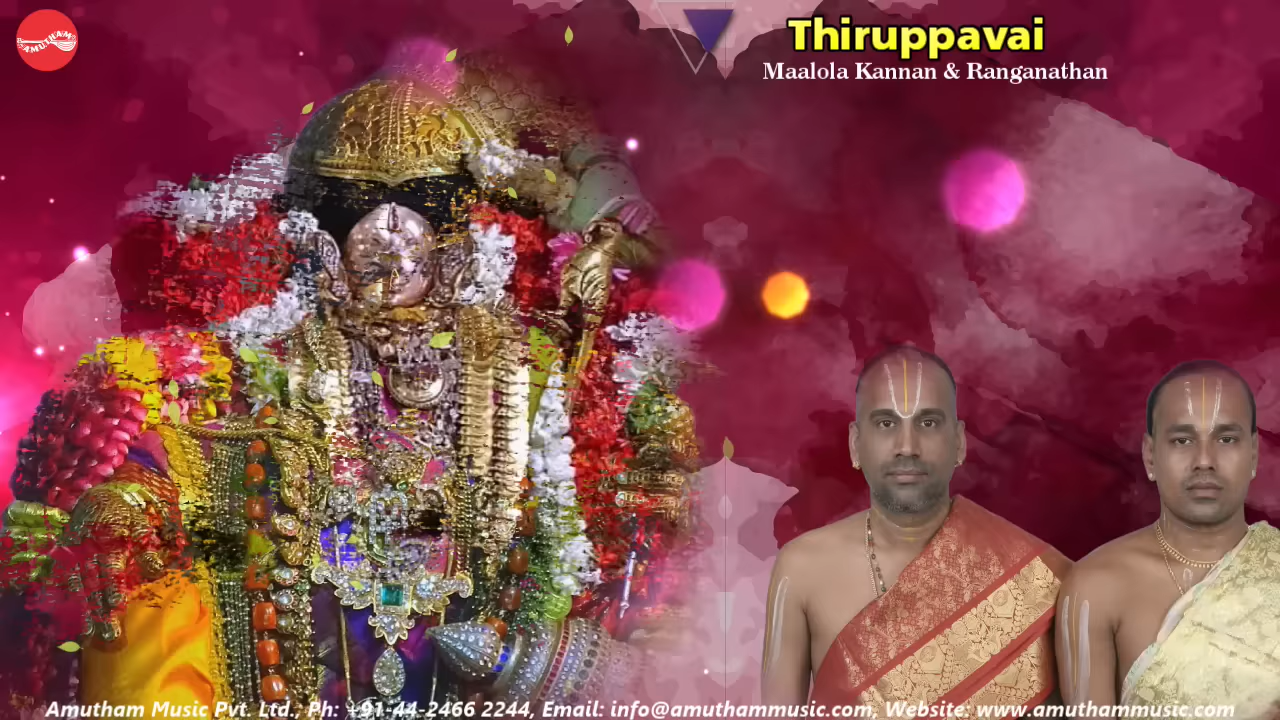 AMUTHAM
Thiruppavai
Maalola Kannan & Ranganathan
Amutham Music Pvt. Ltd., Ph: +91-44-2466 2244, Email: info@amuthammusic.com, Website: www.amuthammusic.com